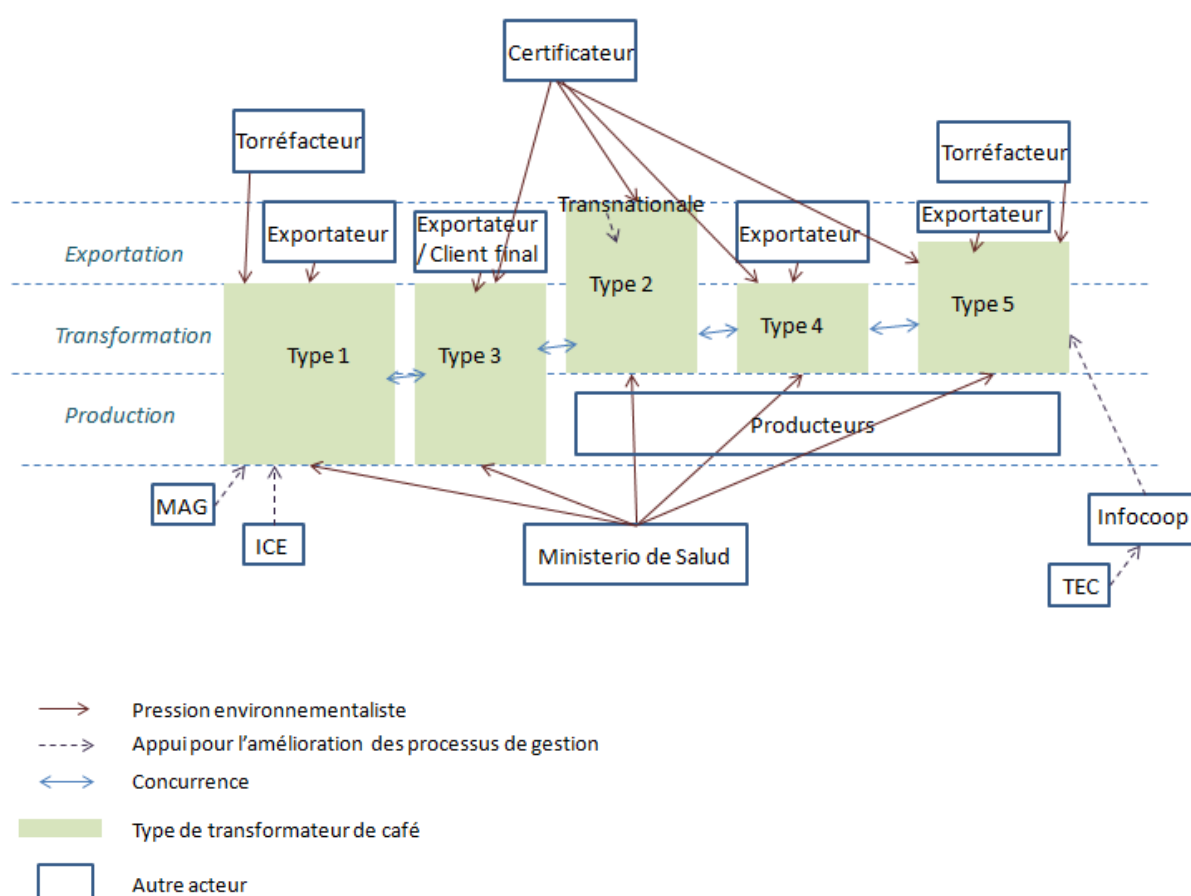 Certificateur
Torréfacteur
Torréfacteur
Transnationale
Exportateur
Exportateur
Exportateur
/ Client final
Exportateur
Exportation
Type 2
Type 5
Transformation
Type 1
Type 3
Type 4
Production
Producteurs
MAG
ICE
Ministerio de Salud
Infocoop
TEC
Pression environnementaliste
Appui pour l'amélioration des processus de gestion
Concurrence
Type de transformateur de café
Autre acteur